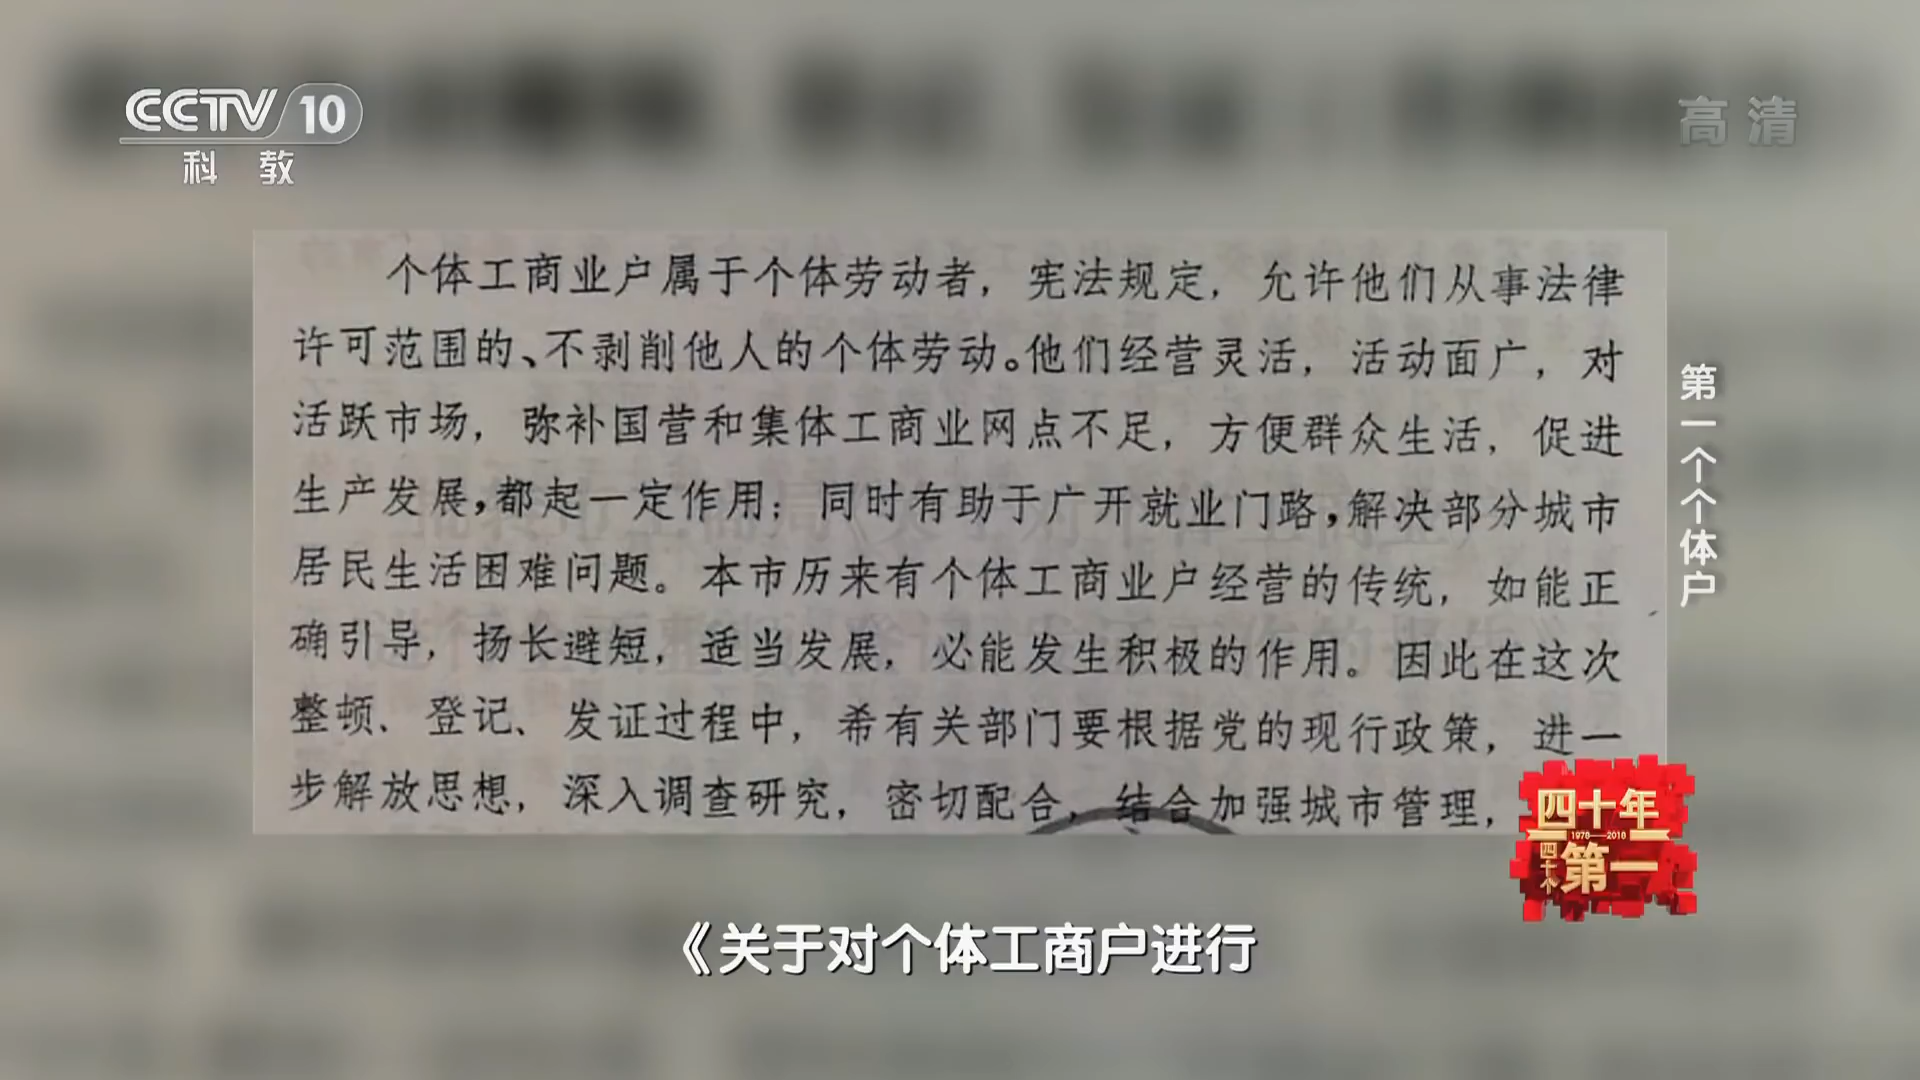 CCTV 10
科 教
高 清
个体工商业户属于个体劳动者，宪法规定，允许他们从事法律
许可范围的、不剥削他人的个体劳动。他们经营灵活，活动面广，对
活跃市场，弥补国营和集体工商业网点不足，方便群众生活，促进
生产发展，都起一定作用；同时有助于广开就业门路，解决部分城市
居民生活困难问题。本市历来有个体工商业户经营的传统，如能正
确引导，扬长避短，适当发展，必能发生积极的作用。因此在这次
整顿、登记、发证过程中，希有关部门要根据党的现行政策，进一
步解放思想，深入调查研究，密切配合，结合加强城市管理，
第一个个体户
四十年
1978—2018
四十个
第一
《关于对个体工商户进行